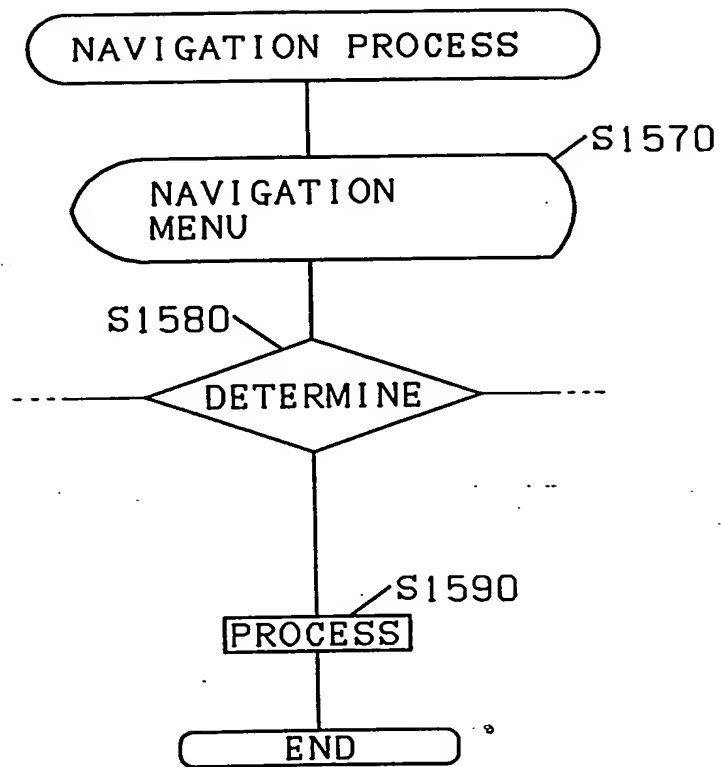 NAVIGATION PROCESS
S1570
NAVIGATION
MENU
S1580
DETERMINE
S1590
PROCESS
END